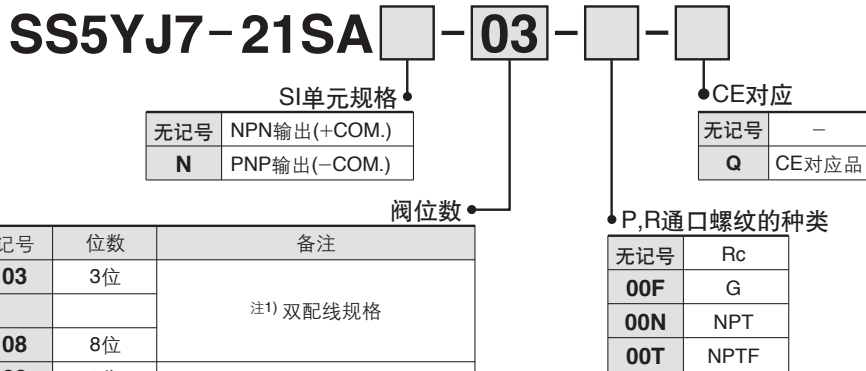 SS5YJ7-21SA□-03-□-□
SI单元规格
无记号 NPN输出(+COM.)
N PNP输出(-COM.)
CE对应
无记号 -
Q CE对应品
阀位数
记号 位数 备注
03 3位
注1) 双配线规格
08 8位
P,R通口螺纹的种类
无记号 Rc
00F G
00N NPT
00T NPTF